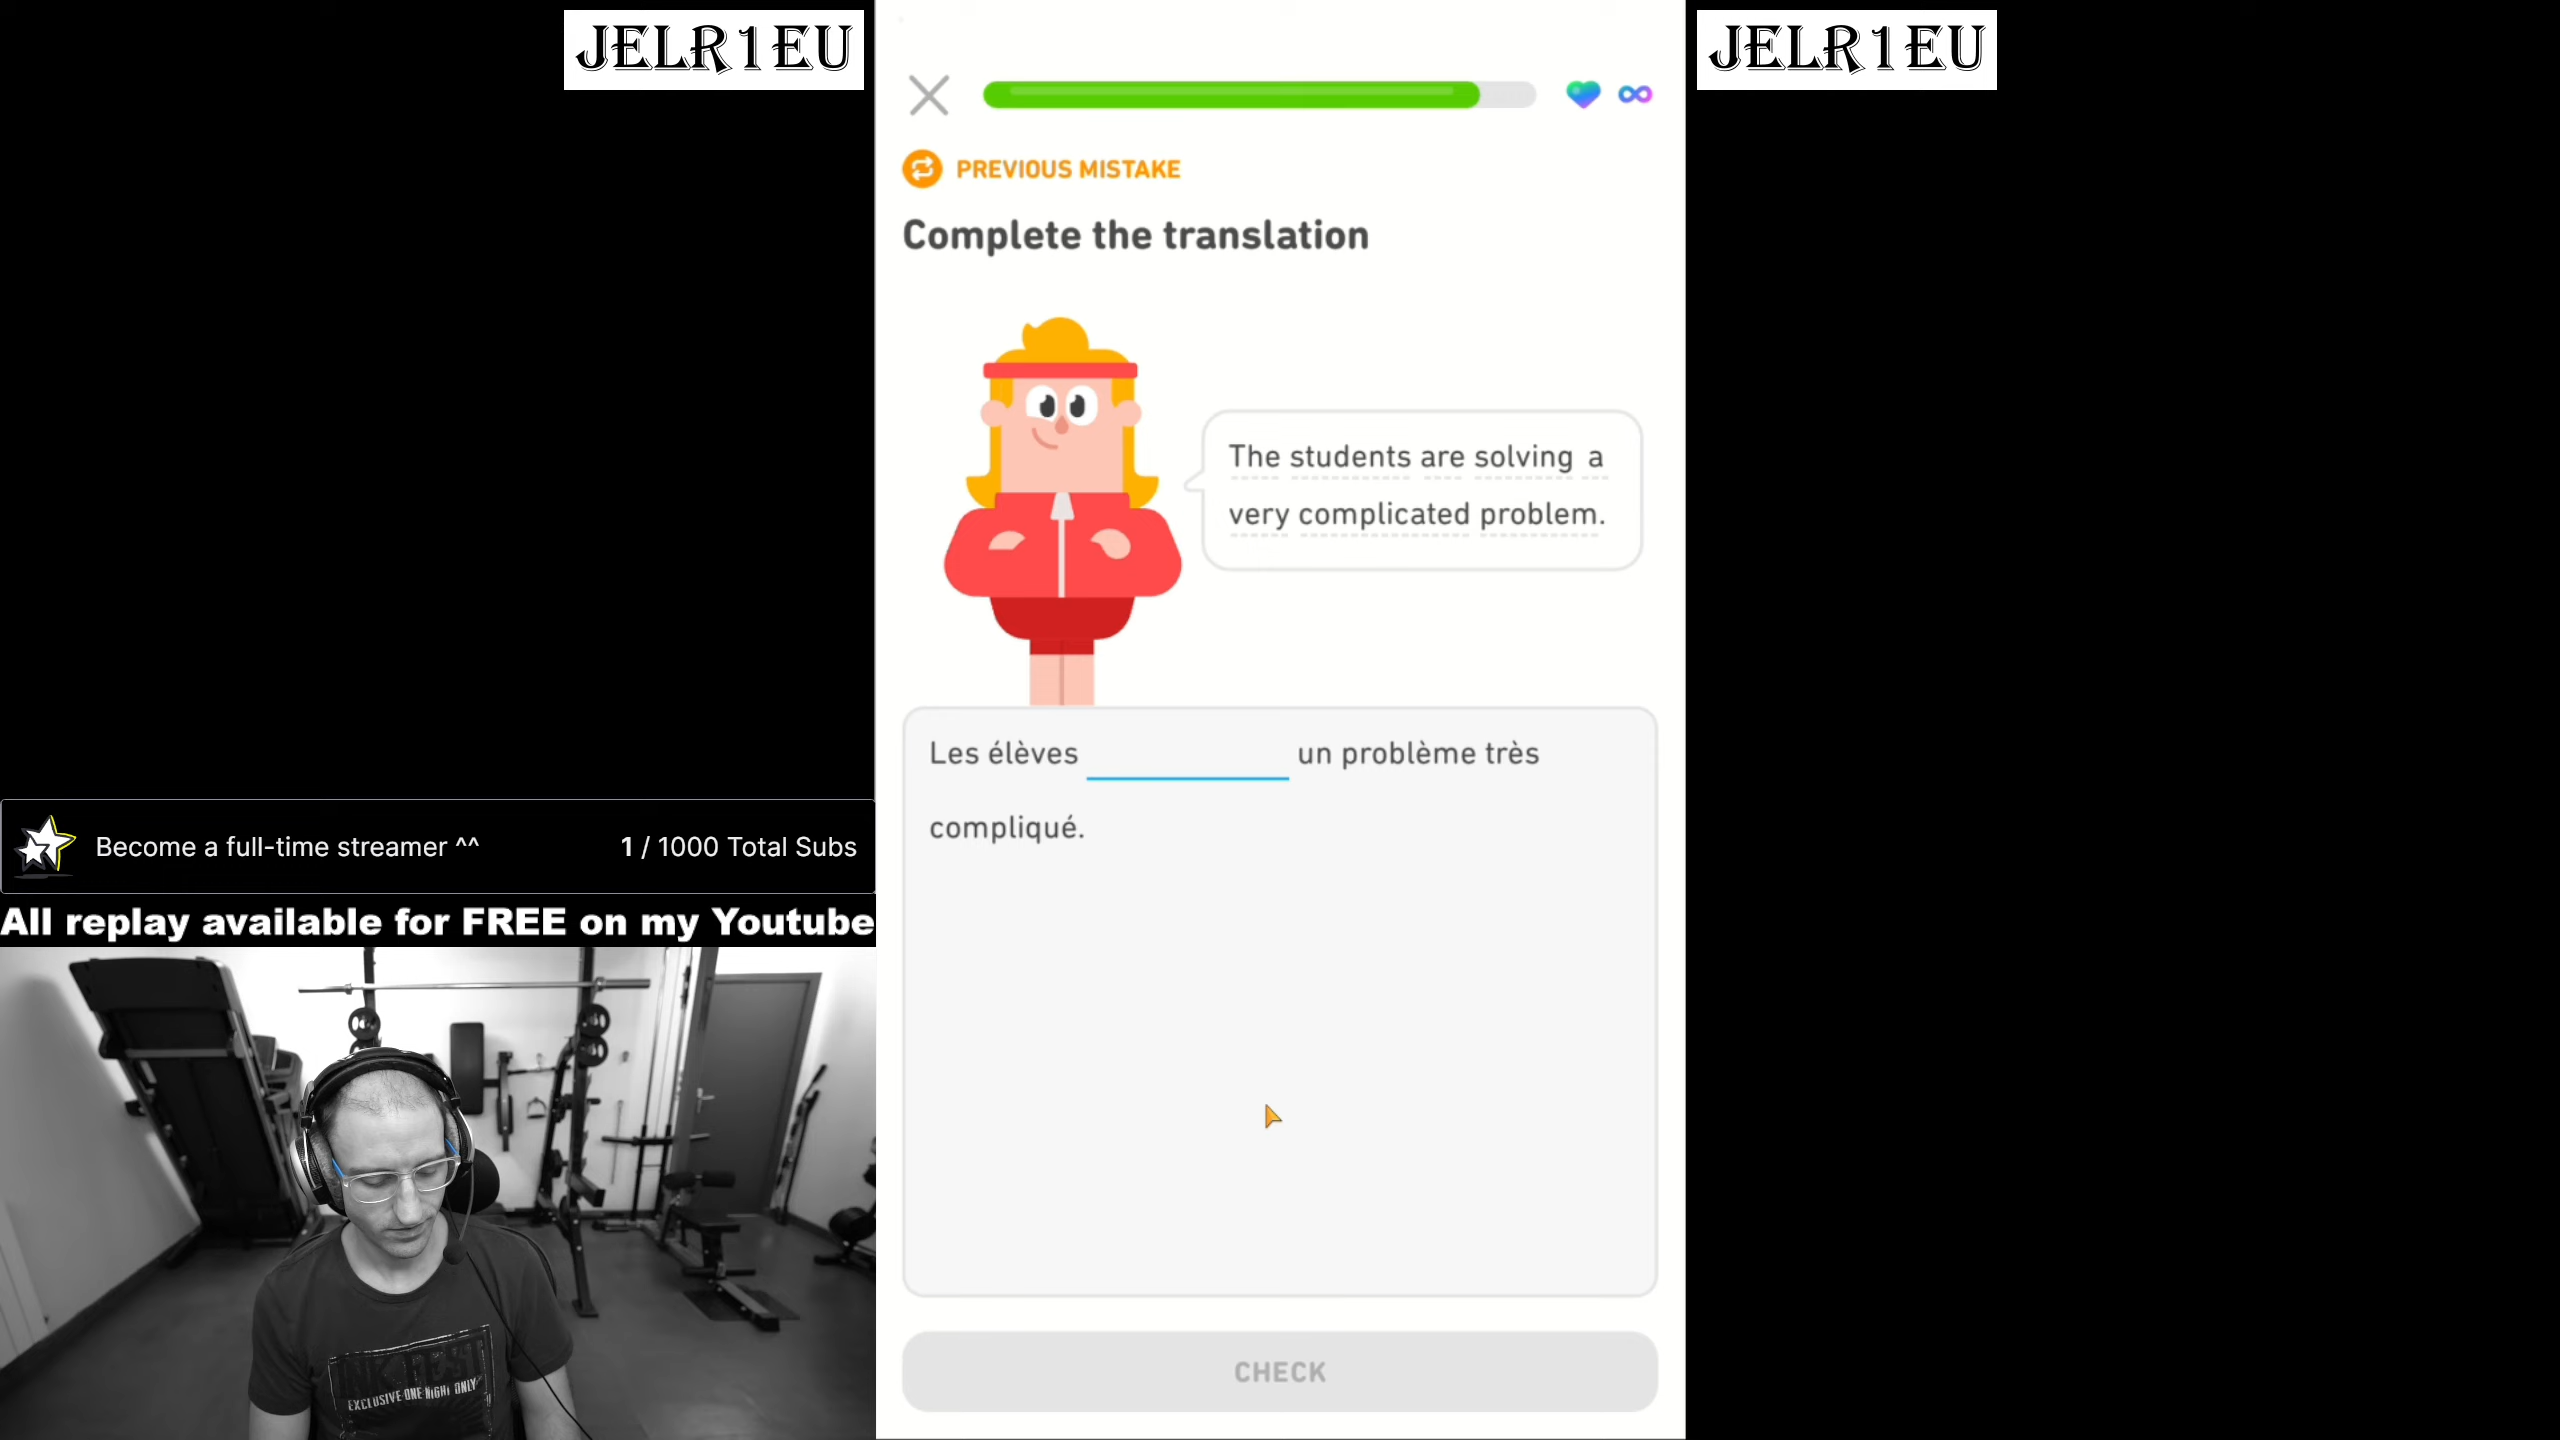 JELR1EU
JELR1EU
PREVIOUS MISTAKE
Complete the translation
The students are solving a
very complicated problem.
Les élèves
un problème très
compliqué.
CHECK
Become a full-time streamer ^^
1 / 1000 Total Subs
All replay available for FREE on my Youtube
EXCLUSIVE ONE NIGHT ONLY